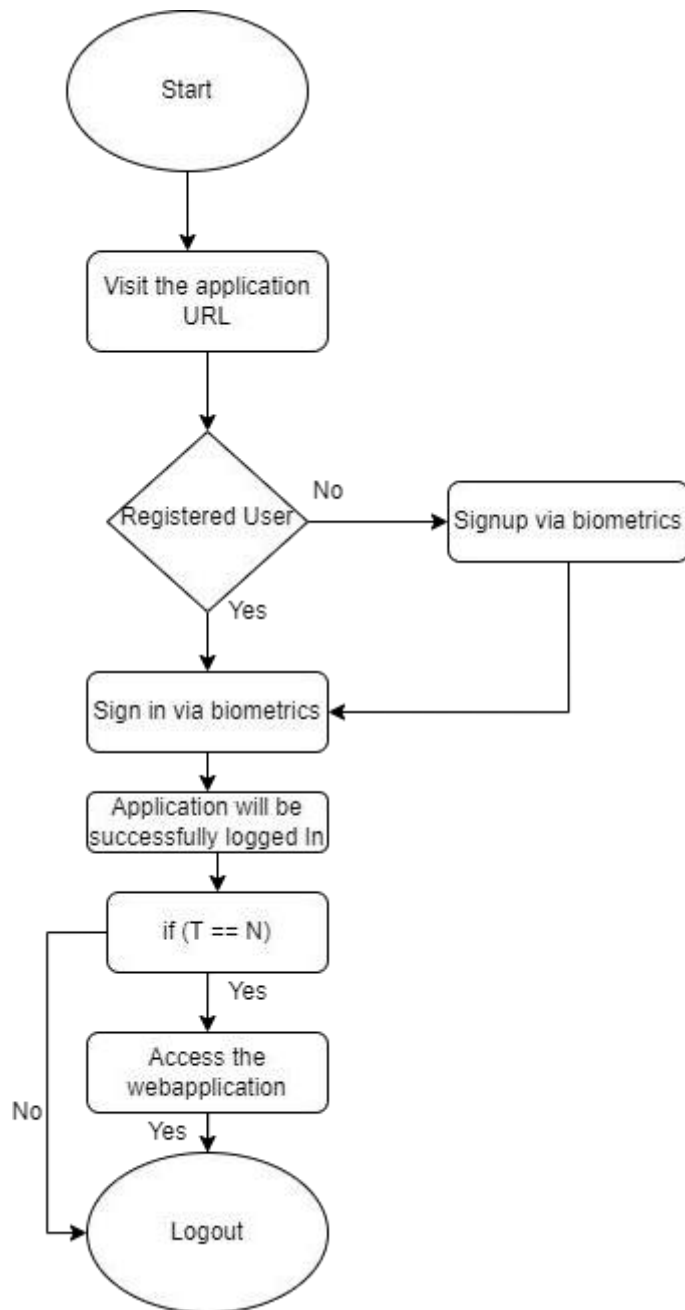 Start
Visit the application
URL
Registered User
No
Signup via biometrics
Yes
Sign in via biometrics
Application will be
successfully logged In
if (T == N)
Yes
Access the
webapplication
No
Yes
Logout